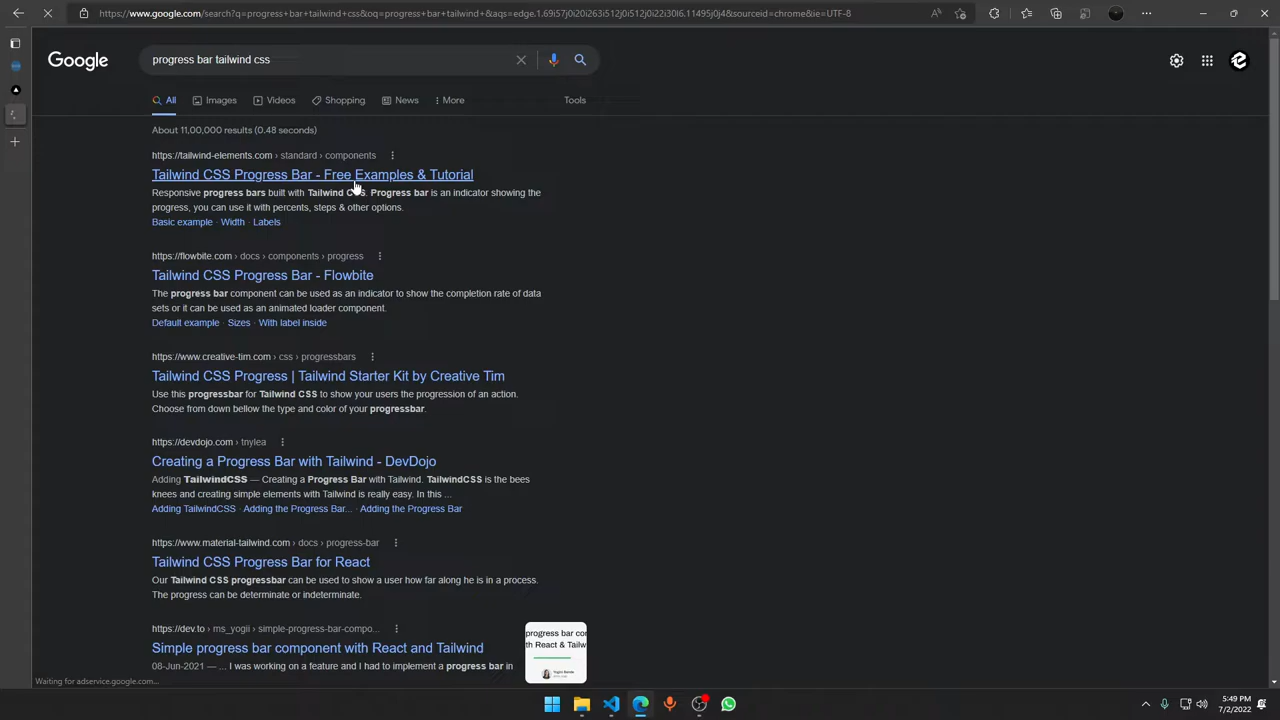 https://www.google.com/search?q=progress+bar+tailwind+css&oq=progress+bar+tailwind+&aqs=edge.1.69i57j0i20i263i512j0i512j0i22i30l6.11495j0j4&sourceid=chrome&ie=UTF-8
Google
progress bar tailwind css
All Images Videos Shopping News More Tools
About 11,00,000 results (0.48 seconds)
https://tailwind-elements.com › standard › components
Tailwind CSS Progress Bar - Free Examples & Tutorial
Responsive progress bars built with Tailwind CSS. Progress bar is an indicator showing the
progress, you can use it with percents, steps & other options.
Basic example · Width · Labels
https://flowbite.com › docs › components › progress
Tailwind CSS Progress Bar - Flowbite
The progress bar component can be used as an indicator to show the completion rate of data
sets or it can be used as an animated loader component.
Default example · Sizes · With label inside
https://www.creative-tim.com › css › progressbars
Tailwind CSS Progress | Tailwind Starter Kit by Creative Tim
Use this progressbar for Tailwind CSS to show your users the progression of an action.
Choose from down bellow the type and color of your progressbar.
https://devdojo.com › tnylea
Creating a Progress Bar with Tailwind - DevDojo
Adding TailwindCSS — Creating a Progress Bar with Tailwind. TailwindCSS is the bees
knees and creating simple elements with Tailwind is really easy. In this ...
Adding TailwindCSS · Adding the Progress Bar... · Adding the Progress Bar
https://www.material-tailwind.com › docs › progress-bar
Tailwind CSS Progress Bar for React
Our Tailwind CSS progressbar can be used to show a user how far along he is in a process.
The progress can be determinate or indeterminate.
https://dev.to › ms_yogii › simple-progress-bar-compo...
Simple progress bar component with React and Tailwind
08-Jun-2021 — ... I was working on a feature and I had to implement a progress bar in
progress bar con
th React & Tailw
Waiting for adservice.google.com...
5:49 PM
7/2/2022